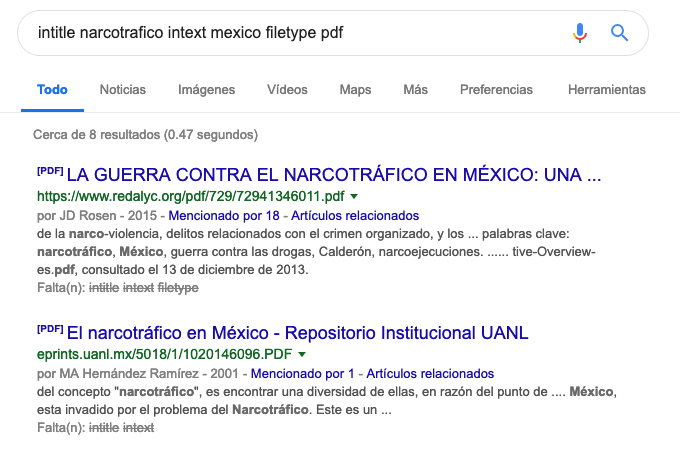 intitle narcotrafico intext mexico filetype pdf
Todo Noticias Imágenes Vídeos Maps Más Preferencias Herramientas
Cerca de 8 resultados (0.47 segundos)
[PDF] LA GUERRA CONTRA EL NARCOTRÁFICO EN MÉXICO: UNA ...
https://www.redalyc.org/pdf/729/72941346011.pdf
por JD Rosen - 2015 - Mencionado por 18 - Artículos relacionados
de la narco-violencia, delitos relacionados con el crimen organizado, y los ... palabras clave:
narcotráfico, México, guerra contra las drogas, Calderón, narcoejecuciones. ...... tive-Overview-
es.pdf, consultado el 13 de diciembre de 2013.
Falta(n): intitle intext filetype
[PDF] El narcotráfico en México - Repositorio Institucional UANL
eprints.uanl.mx/5018/1/1020146096.PDF
por MA Hernández Ramírez - 2001 - Mencionado por 1 - Artículos relacionados
del concepto "narcotráfico", es encontrar una diversidad de ellas, en razón del punto de .... México,
esta invadido por el problema del Narcotráfico. Este es un ...
Falta(n): intitle intext